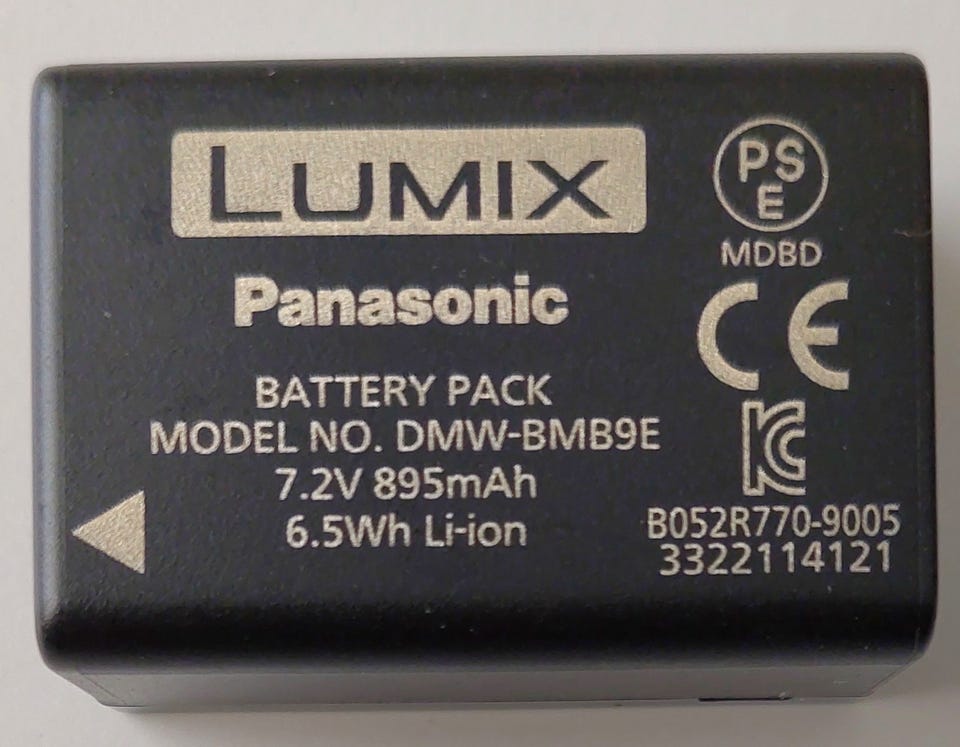 LUMIX
Panasonic
BATTERY PACK
MODEL NO. DMW-BMB9E
7.2V 895mAh
6.5Wh Li-ion
PS
E
MDBD
CE
KC
B052R770-9005
3322114121